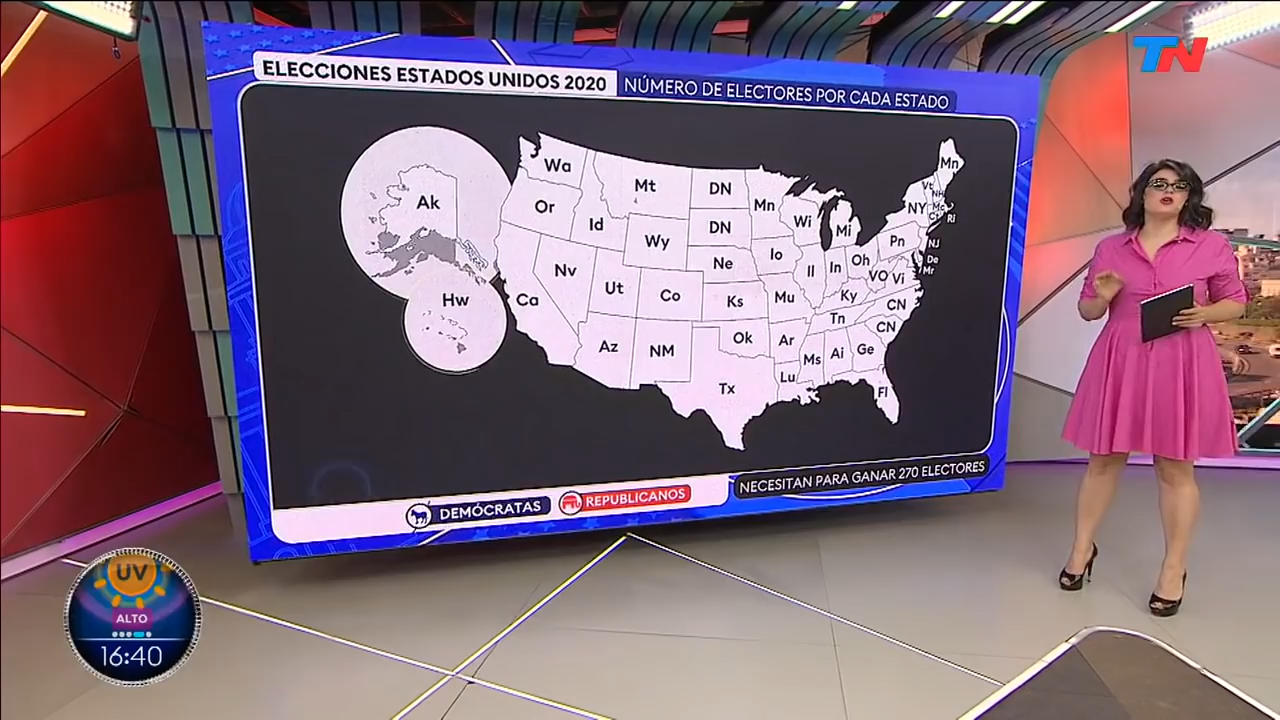 TN
ELECCIONES ESTADOS UNIDOS 2020
NÚMERO DE ELECTORES POR CADA ESTADO
Wa
Mt
DN
Mn
Mn
Ak
Or
Id
Wy
DN
Wi
Mi
NY
Vt
NH
Ri
Nv
Ut
Co
Ne
Io
Il
In
Oh
Pn
NJ
De
Mr
Hw
Ca
Ks
Mu
Ky
VO
Vi
CN
Az
NM
Ok
Ar
Tn
CN
Tx
Lu
Ms
Al
Ge
Fl
NECESITAN PARA GANAR 270 ELECTORES
DEMÓCRATAS
REPUBLICANOS
UV
ALTO
16:40